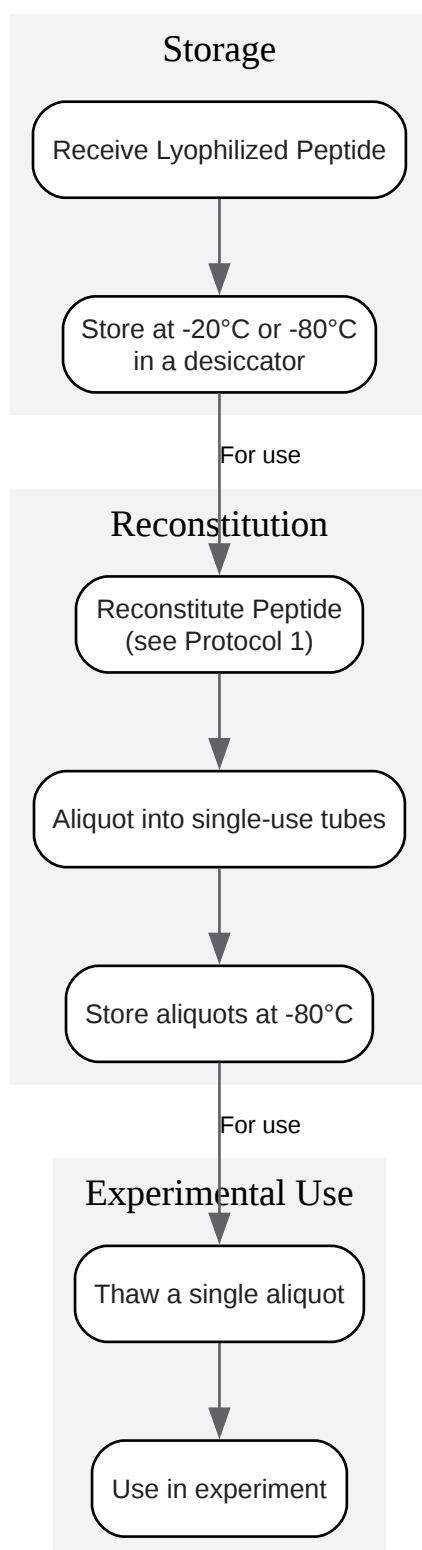 Storage
Receive Lyophilized Peptide
Store at -20°C or -80°C
in a desiccator
For use
Reconstitution
Reconstitute Peptide
(see Protocol 1)
Aliquot into single-use tubes
Store aliquots at -80°C
For use
Experimental Use
Thaw a single aliquot
Use in experiment